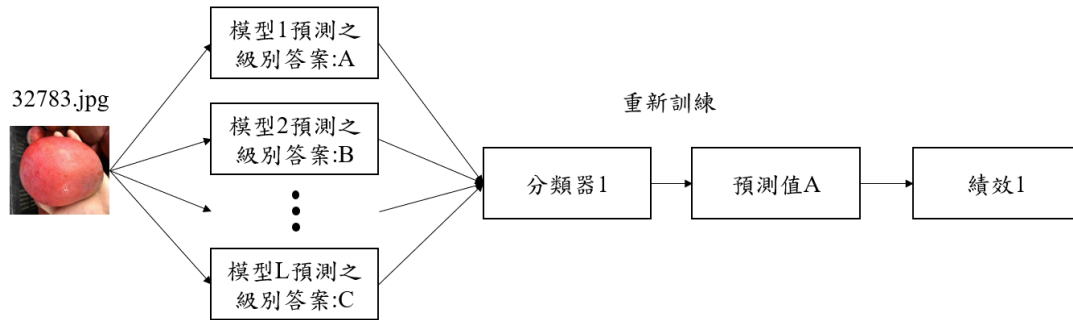 模型1預測之
級別答案:A
32783.jpg
重新訓練
模型2預測之
級別答案:B
分類器1
預測值A
績效1
模型L預測之
級別答案:C